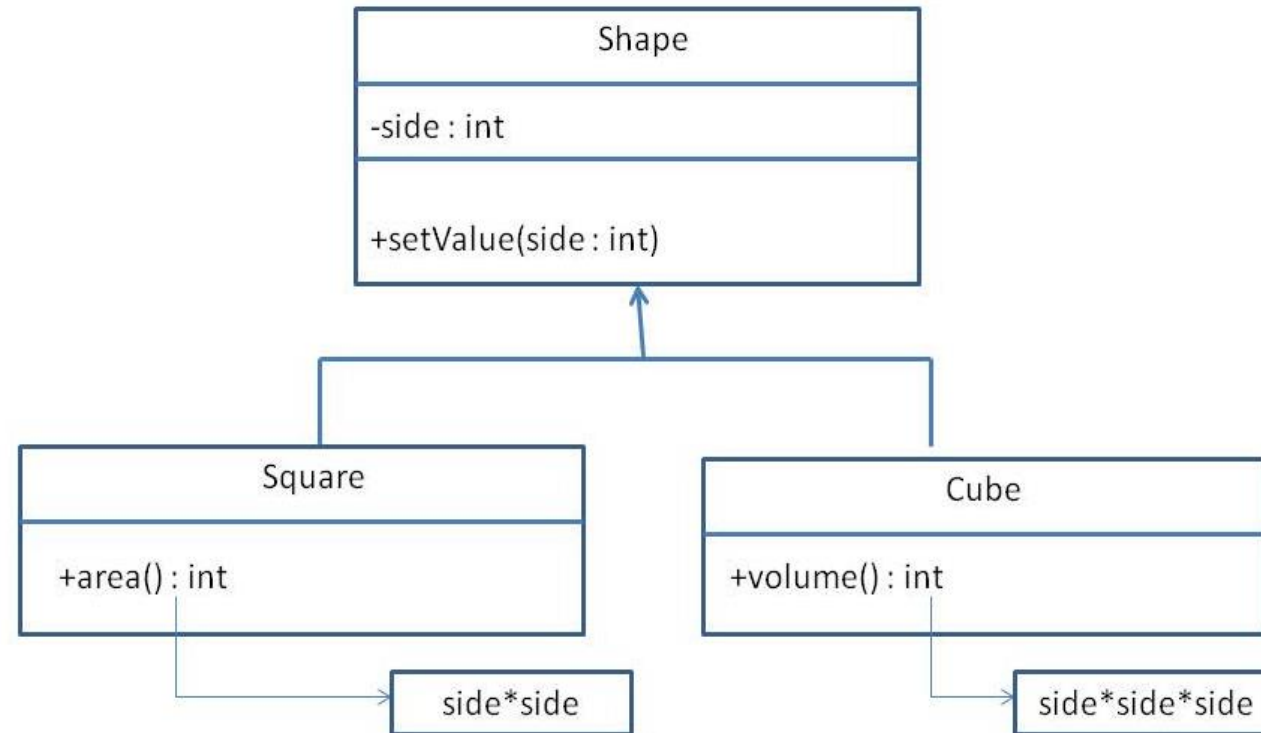 Shape
-side : int
+setValue(side : int)
Square
+area() : int
side*side
Cube
+volume() : int
side*side*side